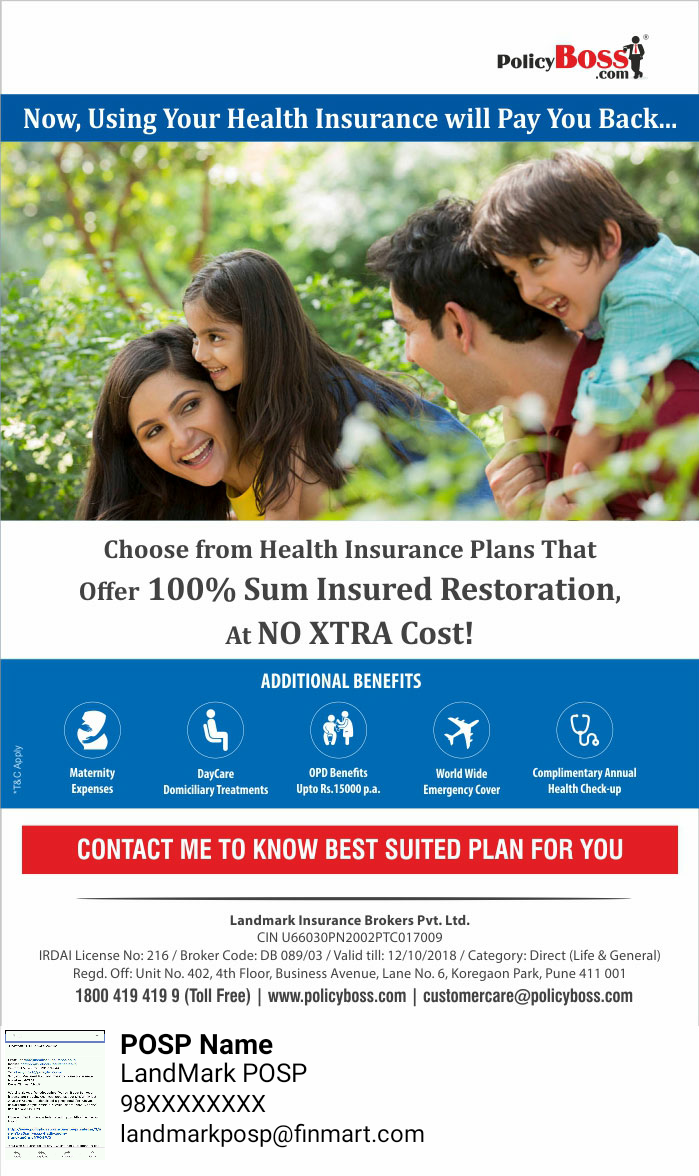 PolicyBoss®
.com
Now, Using Your Health Insurance will Pay You Back...
Choose from Health Insurance Plans That
Offer 100% Sum Insured Restoration,
At NO XTRA Cost!
ADDITIONAL BENEFITS
*T&C Apply
Maternity
Expenses
DayCare
Domiciliary Treatments
OPD Benefits
Upto Rs.15000 p.a.
World Wide
Emergency Cover
Complimentary Annual
Health Check-up
CONTACT ME TO KNOW BEST SUITED PLAN FOR YOU
Landmark Insurance Brokers Pvt. Ltd.
CIN U66030PN2002PTC017009
IRDAI License No: 216 / Broker Code: DB 089/03 / Valid till: 12/10/2018 / Category: Direct (Life & General)
Regd. Off: Unit No. 402, 4th Floor, Business Avenue, Lane No. 6, Koregaon Park, Pune 411 001
1800 419 419 9 (Toll Free) | www.policyboss.com | customercare@policyboss.com
POSP Name
LandMark POSP
98XXXXXXXX
landmarkposp@finmart.com